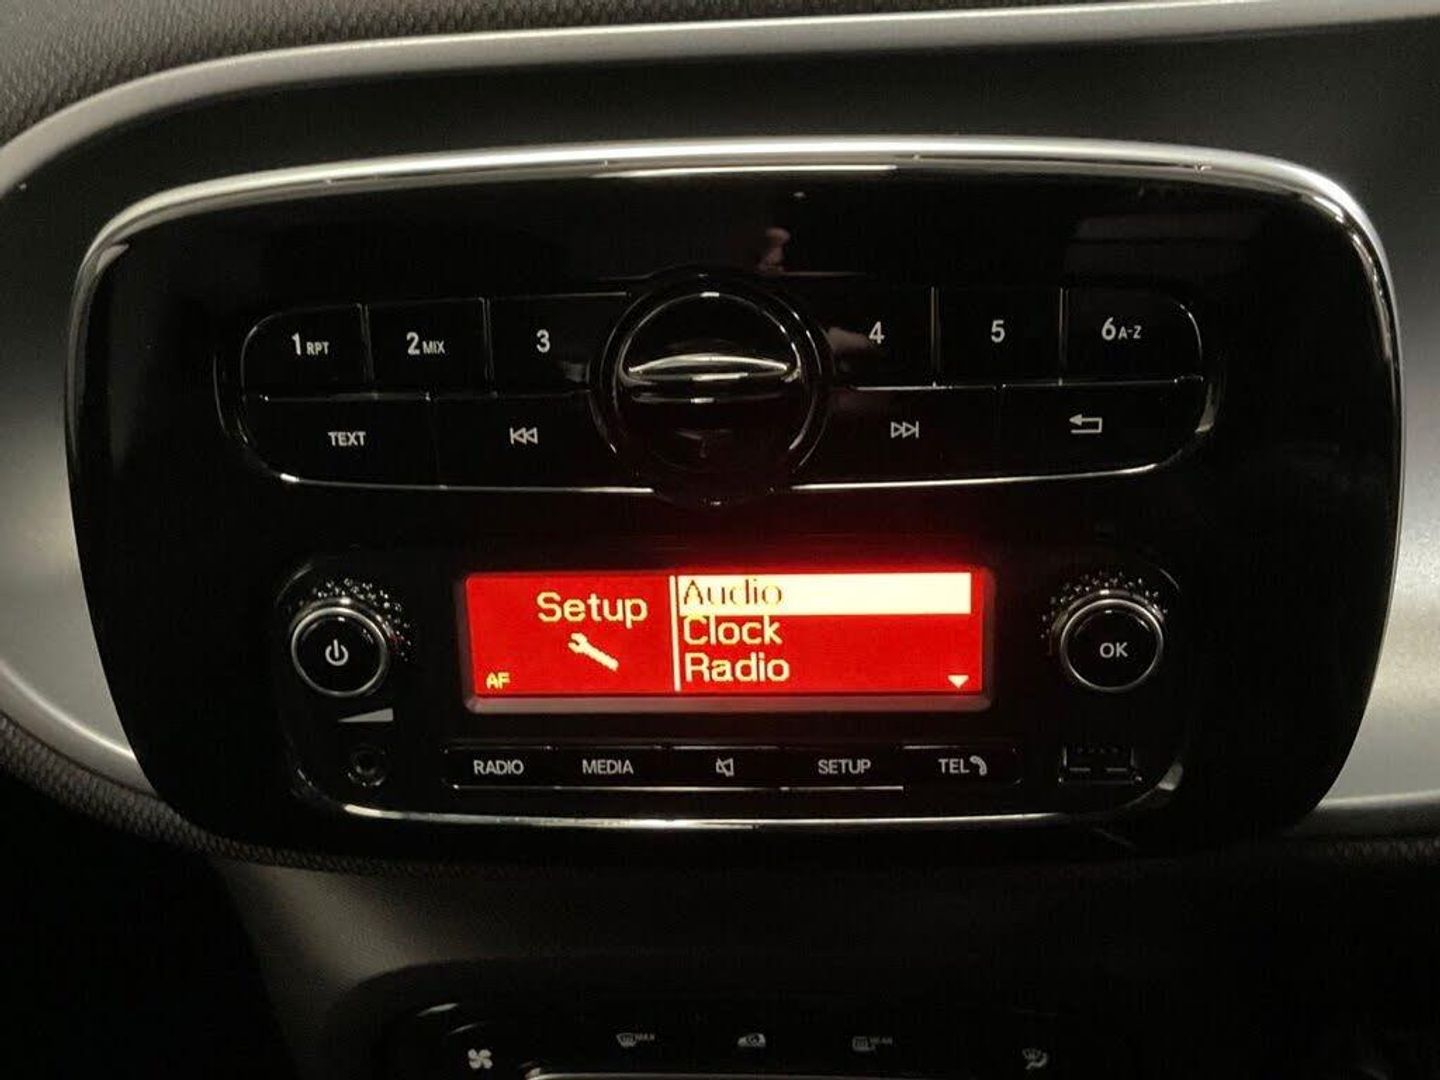 1 RPT 2 MIX 3 4 5 6 A-Z
TEXT
Setup
Audio
Clock
Radio
AF
OK
RADIO MEDIA SETUP TEL
MAX